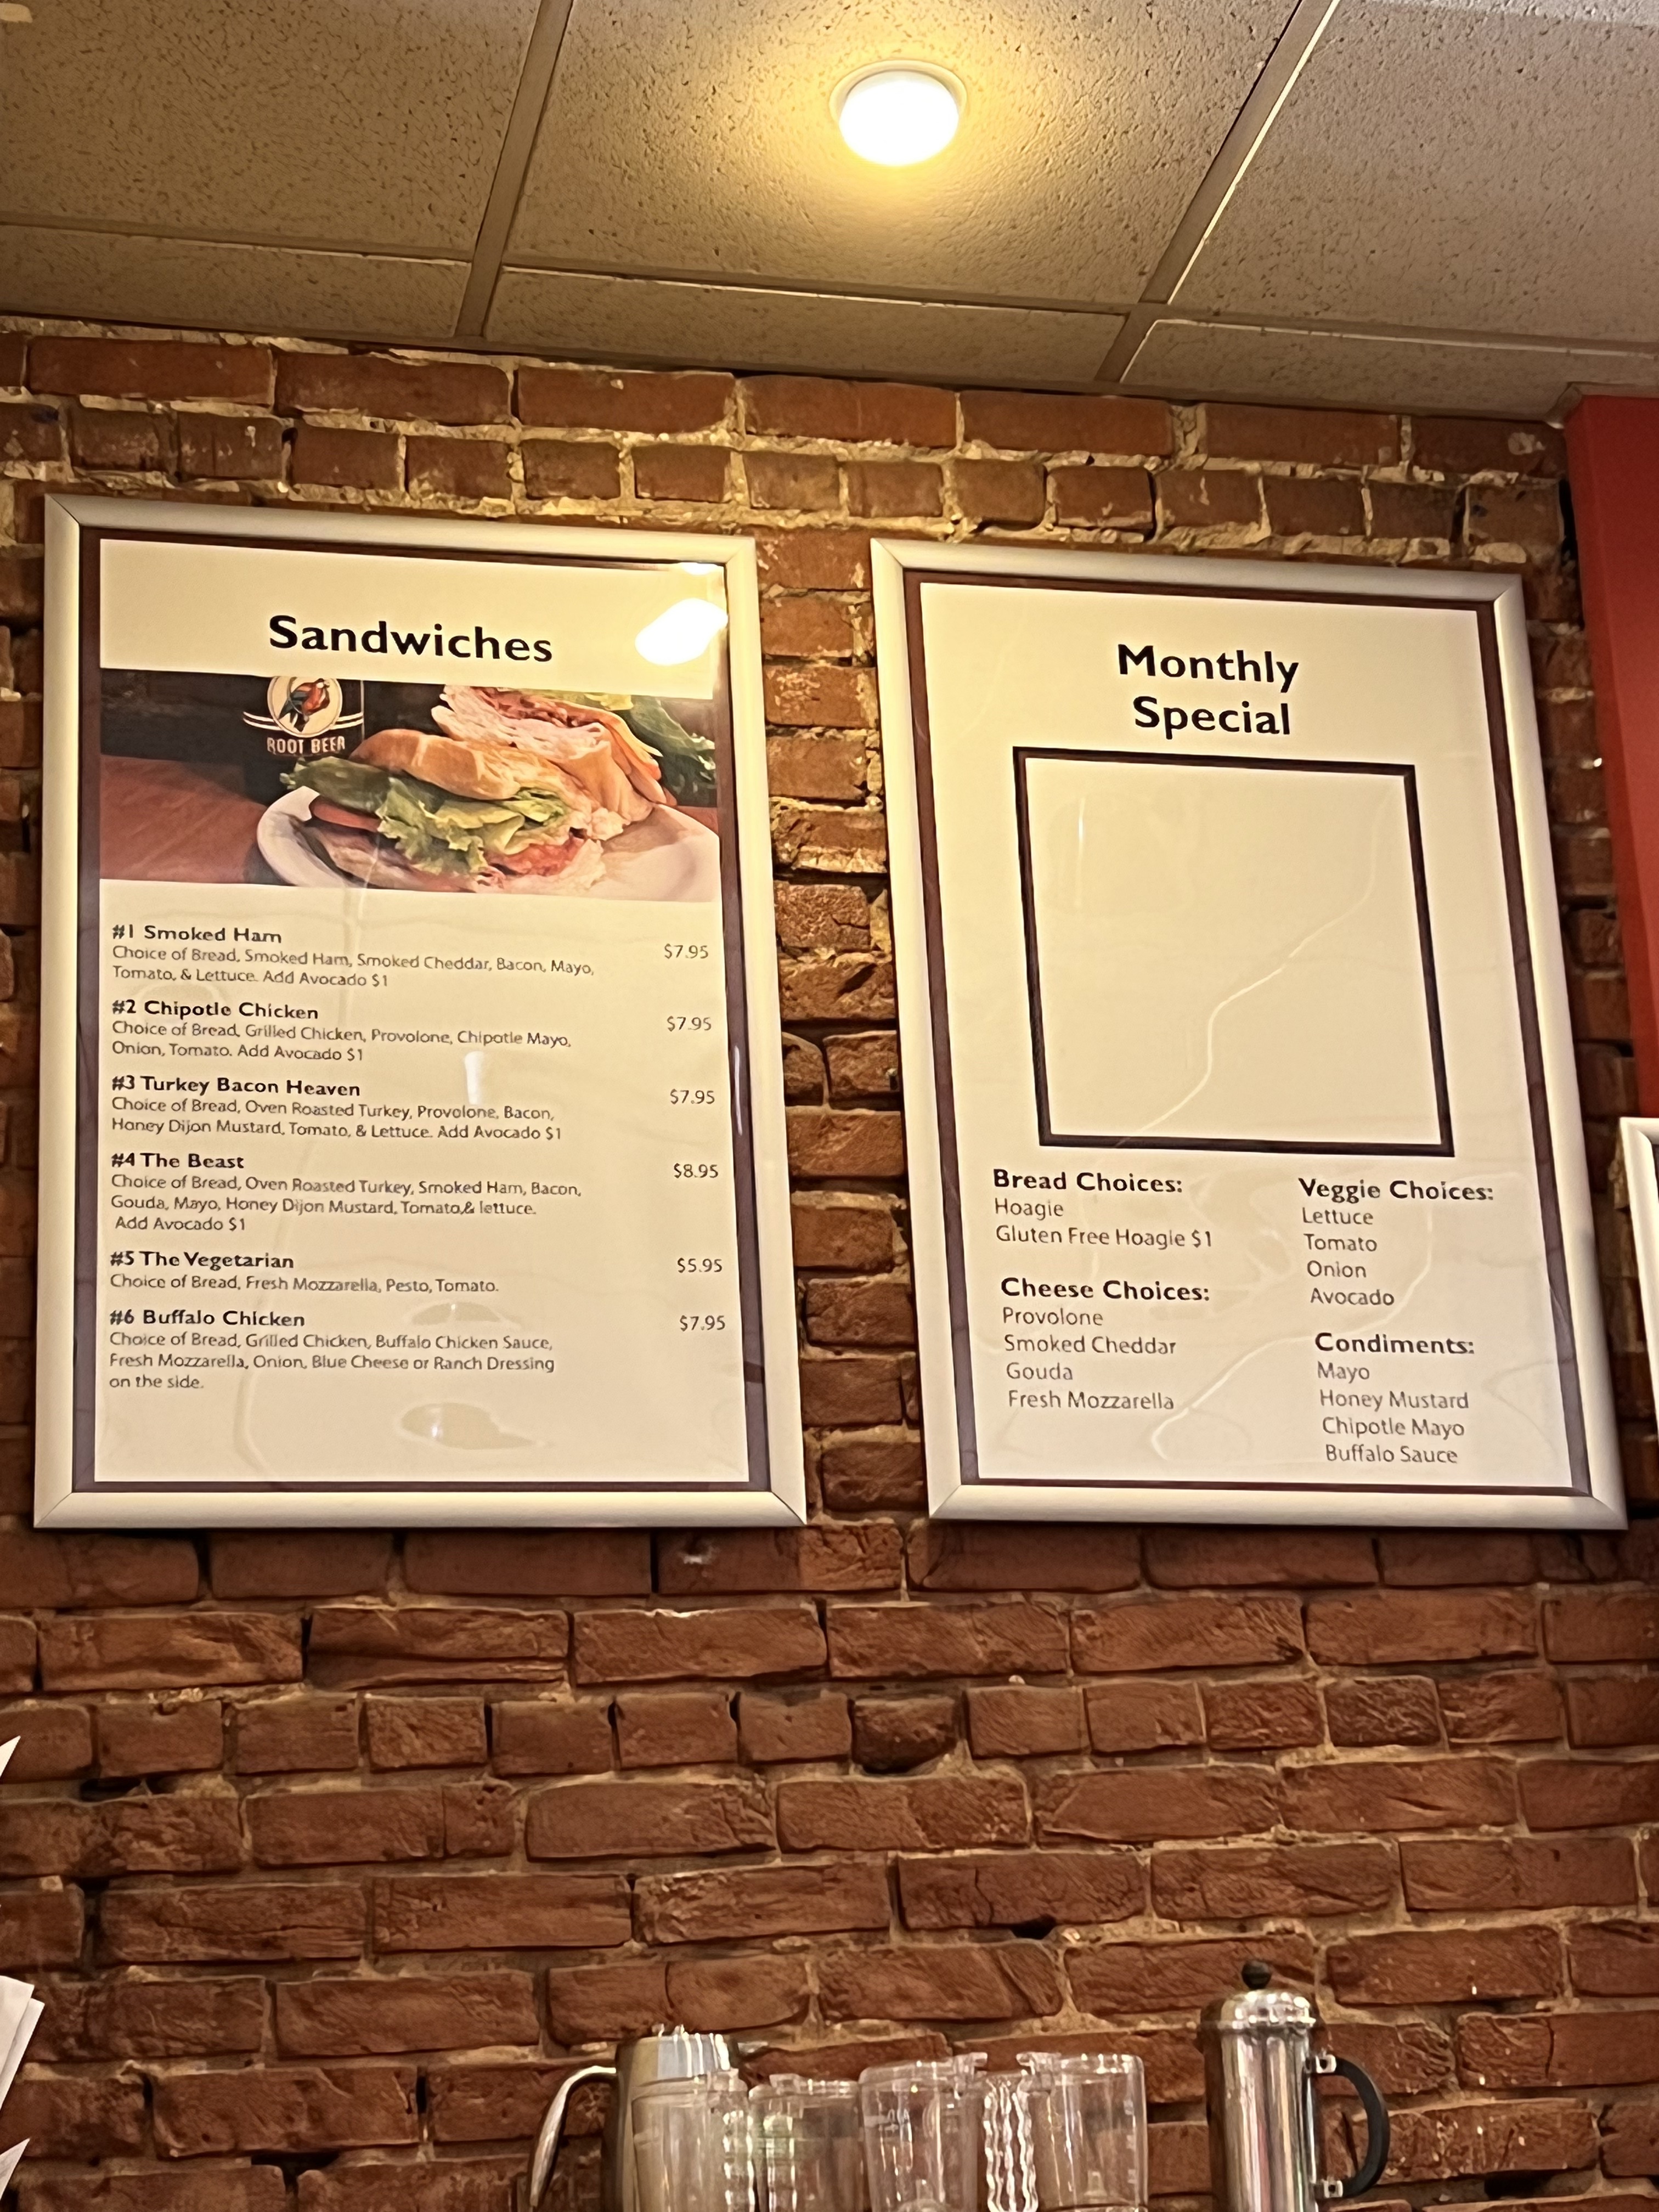 Sandwiches
ROOT BEER
#1 Smoked Ham
$7.95
Choice of Bread, Smoked Ham, Smoked Cheddar, Bacon, Mayo,
Tomato, & Lettuce. Add Avocado $1
#2 Chipotle Chicken
$7.95
Choice of Bread, Grilled Chicken, Provolone, Chipotle Mayo,
Onion, Tomato. Add Avocado $1
#3 Turkey Bacon Heaven
$7.95
Choice of Bread, Oven Roasted Turkey, Provolone, Bacon,
Honey Dijon Mustard, Tomato, & Lettuce. Add Avocado $1
#4 The Beast
$8.95
Choice of Bread, Oven Roasted Turkey, Smoked Ham, Bacon,
Gouda, Mayo, Honey Dijon Mustard, Tomato,& lettuce.
Add Avocado $1
#5 The Vegetarian
$5.95
Choice of Bread, Fresh Mozzarella, Pesto, Tomato.
#6 Buffalo Chicken
$7.95
Choice of Bread, Grilled Chicken, Buffalo Chicken Sauce,
Fresh Mozzarella, Onion, Blue Cheese or Ranch Dressing
on the side.
Monthly
Special
Bread Choices:
Hoagie
Gluten Free Hoagie $1
Cheese Choices:
Provolone
Smoked Cheddar
Gouda
Fresh Mozzarella
Veggie Choices:
Lettuce
Tomato
Onion
Avocado
Condiments:
Mayo
Honey Mustard
Chipotle Mayo
Buffalo Sauce